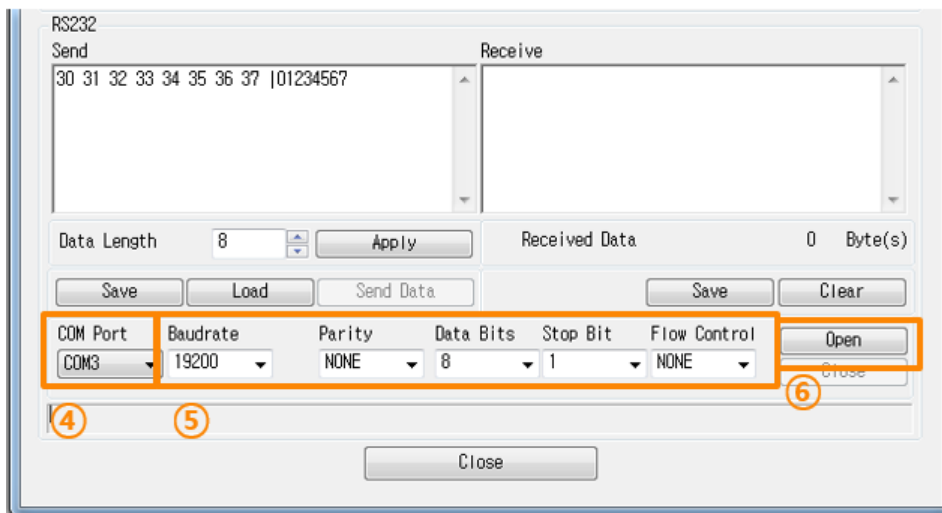 RS232
Send Receive
30 31 32 33 34 35 36 37 |01234567
Data Length 8 Apply Received Data 0 Byte(s)
Save Load Send Data Save Clear
COM Port Baudrate Parity Data Bits Stop Bit Flow Control Open
COM3 19200 NONE 8 1 NONE Close
④ ⑤ ⑥
Close